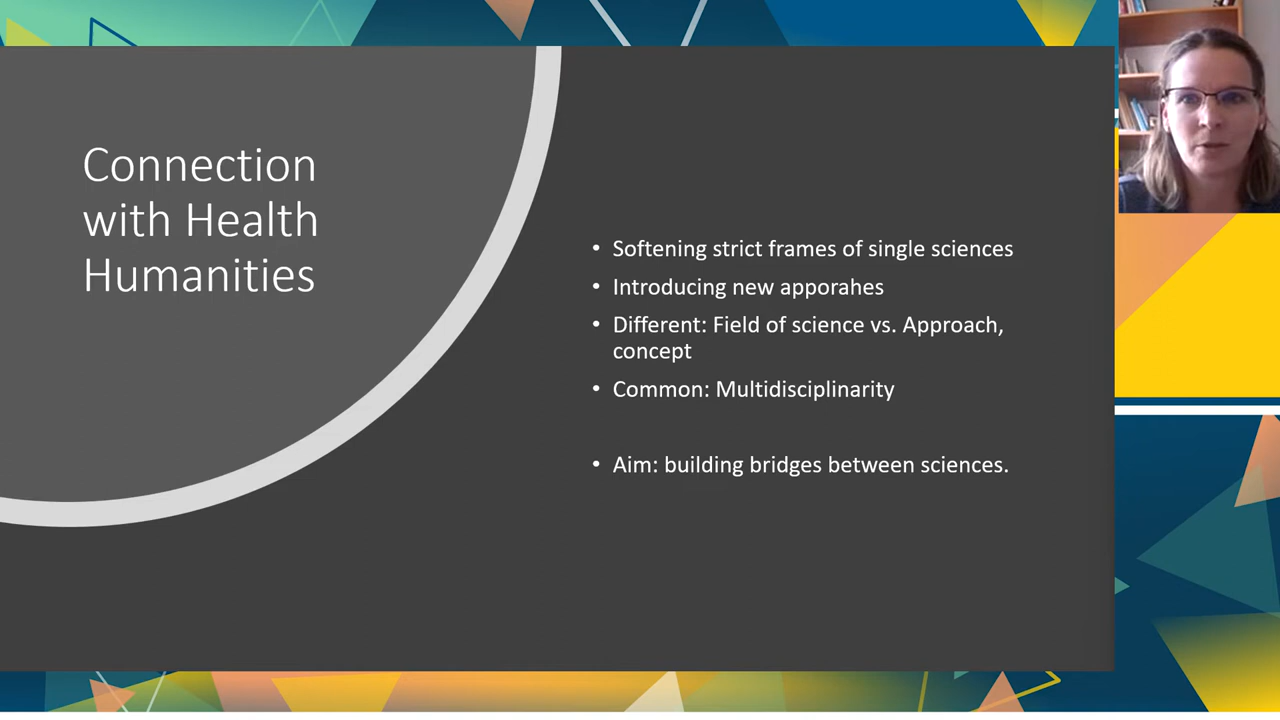 Connection
with Health
Humanities
• Softening strict frames of single sciences
• Introducing new apporahes
• Different: Field of science vs. Approach,
concept
• Common: Multidisciplinarity
• Aim: building bridges between sciences.